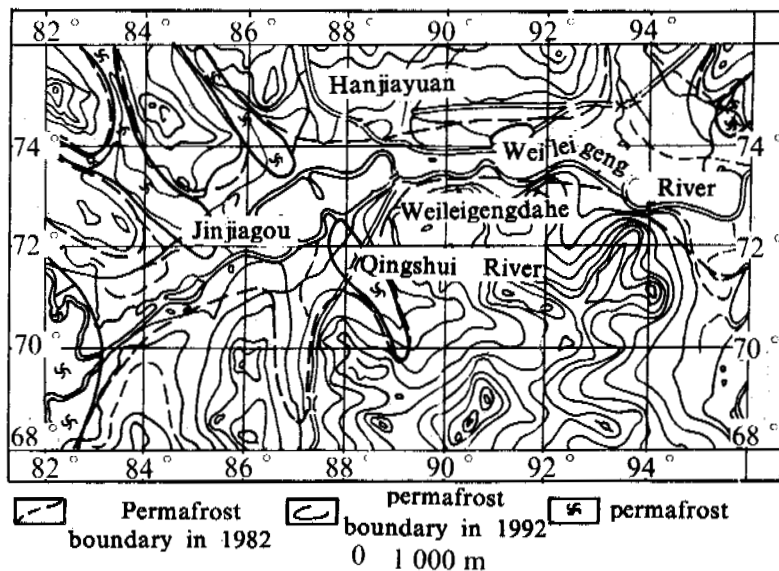 82 84 86 88 90 92 94
Hanjiayuan
74 74
Weileigeng
River
Weileigengdahe
Jinjiagou
72 72
Qingshui River
70 70
68 68
82 84 86 88 90 92 94
Permafrost
boundary in 1982
permafrost
boundary in 1992
permafrost
0 1 000 m